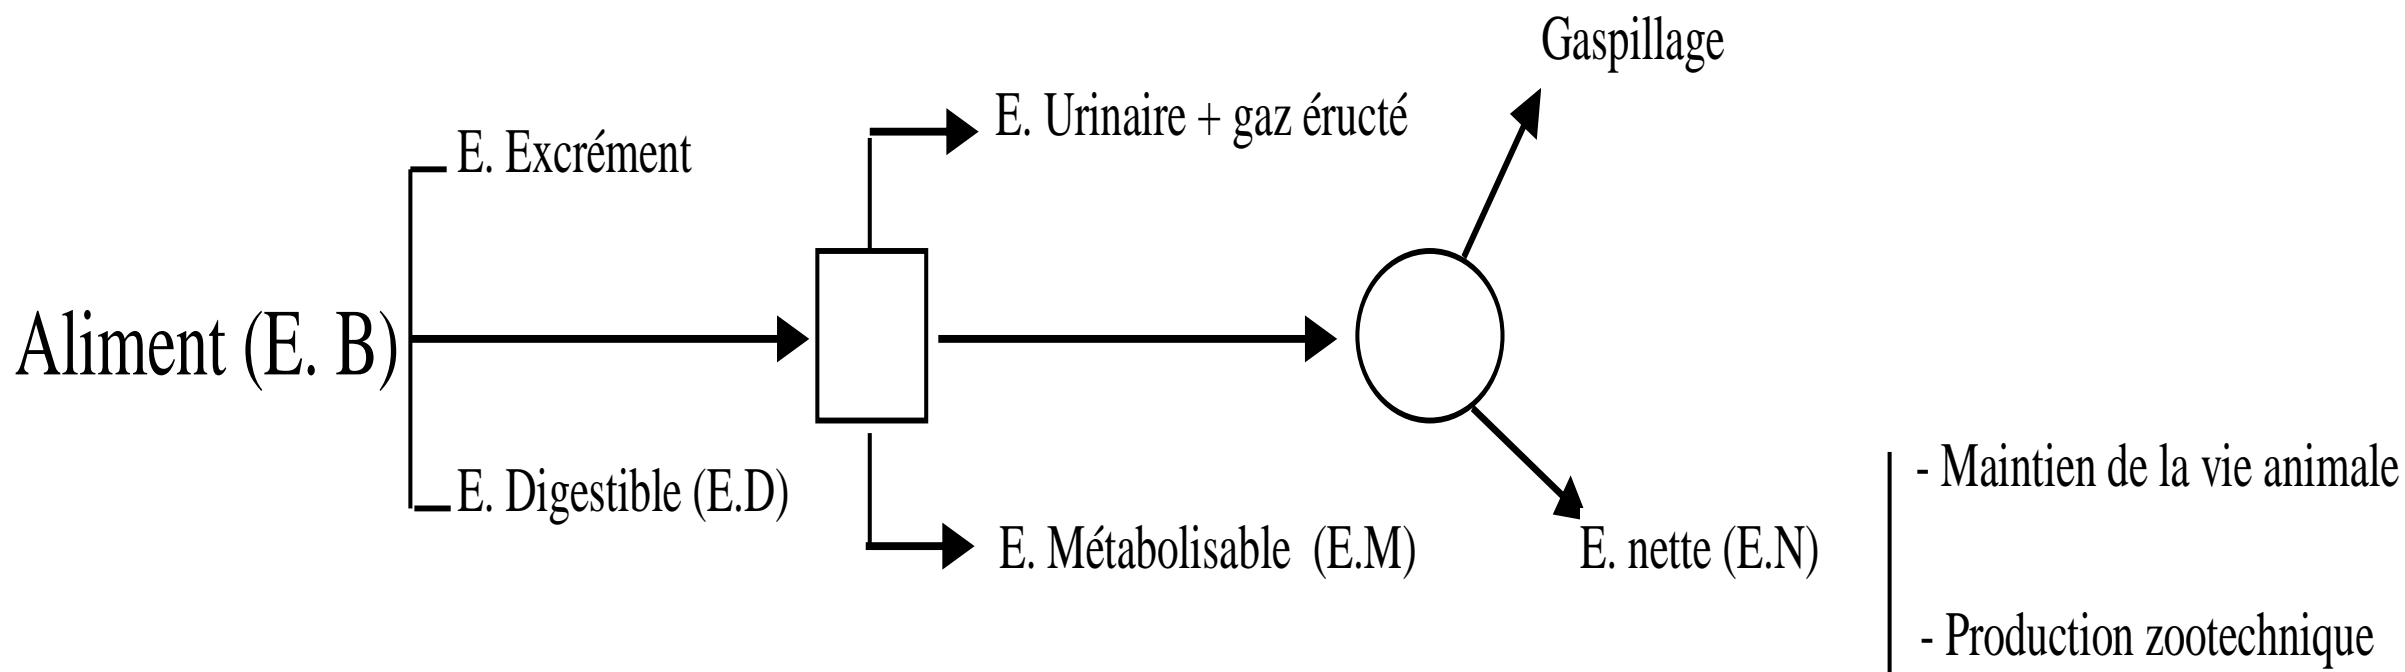 Gaspillage
E. Urinaire + gaz éructé
E. Excrément
Aliment (E. B)
E. Digestible (E.D)
E. Métabolisable (E.M)
E. nette (E.N)
- Maintien de la vie animale
- Production zootechnique